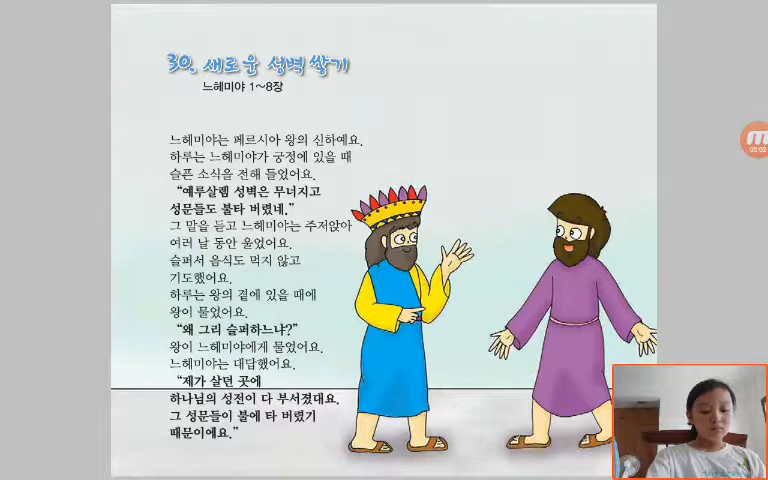 30. 새로운 성벽 쌓기
느헤미야 1~8장
느헤미야는 페르시아 왕의 신하예요.
하루는 느헤미야가 궁정에 있을 때
슬픈 소식을 전해 들었어요.
“예루살렘 성벽은 무너지고
성문들도 불타 버렸네.”
그 말을 듣고 느헤미야는 주저앉아
여러 날 동안 울었어요.
슬퍼서 음식도 먹지 않고
기도했어요.
하루는 왕의 곁에 있을 때에
왕이 물었어요.
“왜 그리 슬퍼하느냐?”
왕이 느헤미야에게 물었어요.
느헤미야는 대답했어요.
“제가 살던 곳에
하나님의 성전이 다 부서졌대요.
그 성문들이 불에 타 버렸기
때문이에요.”
05:02